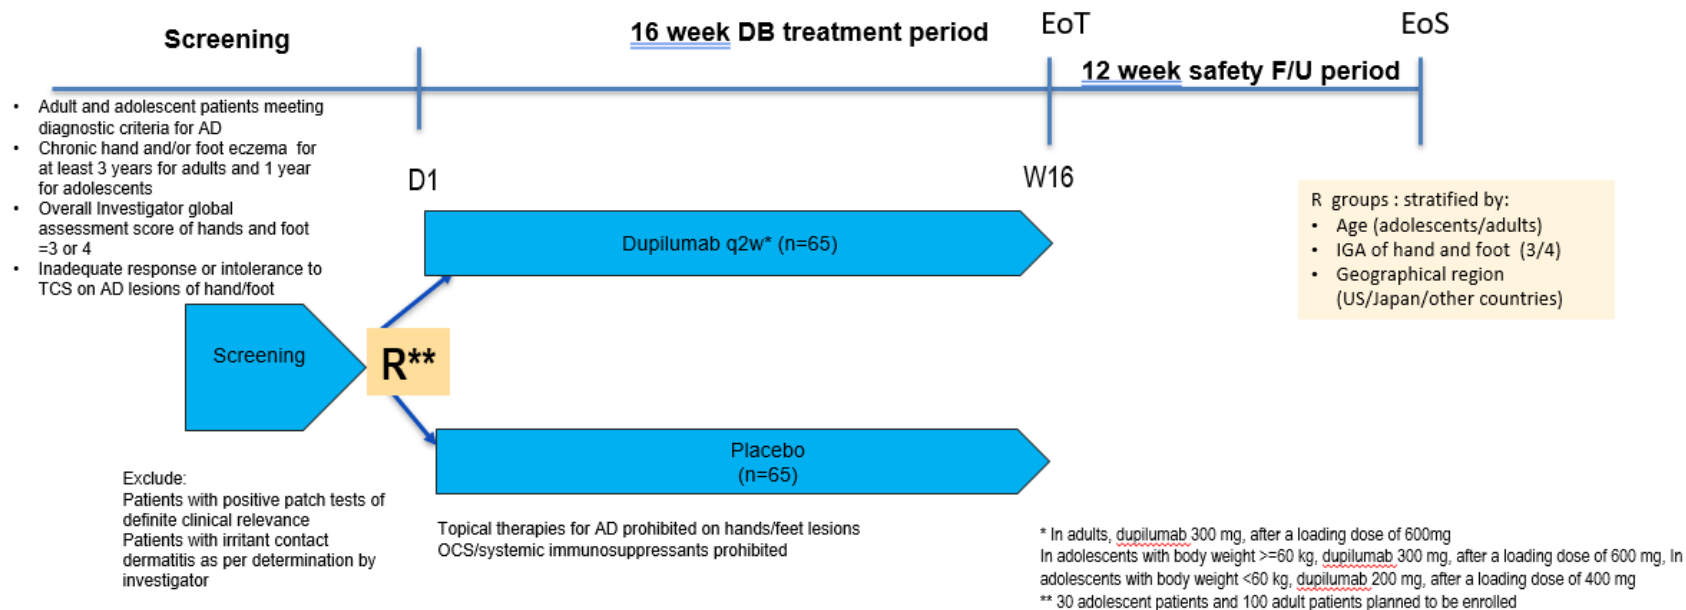 Screening
16 week DB treatment period
EoT
EoS
12 week safety F/U period
• Adult and adolescent patients meeting
diagnostic criteria for AD
• Chronic hand and/or foot eczema for
at least 3 years for adults and 1 year
for adolescents
• Overall Investigator global
assessment score of hands and foot
=3 or 4
• Inadequate response or intolerance to
TCS on AD lesions of hand/foot
D1
W16
Dupilumab q2w* (n=65)
R groups : stratified by:
• Age (adolescents/adults)
• IGA of hand and foot (3/4)
• Geographical region
(US/Japan/other countries)
Screening
R**
Placebo
(n=65)
Exclude:
Patients with positive patch tests of
definite clinical relevance
Patients with irritant contact
dermatitis as per determination by
investigator
Topical therapies for AD prohibited on hands/feet lesions
OCS/systemic immunosuppressants prohibited
* In adults, dupilumab 300 mg, after a loading dose of 600mg
In adolescents with body weight >=60 kg, dupilumab 300 mg, after a loading dose of 600 mg, In
adolescents with body weight <60 kg, dupilumab 200 mg, after a loading dose of 400 mg
** 30 adolescent patients and 100 adult patients planned to be enrolled